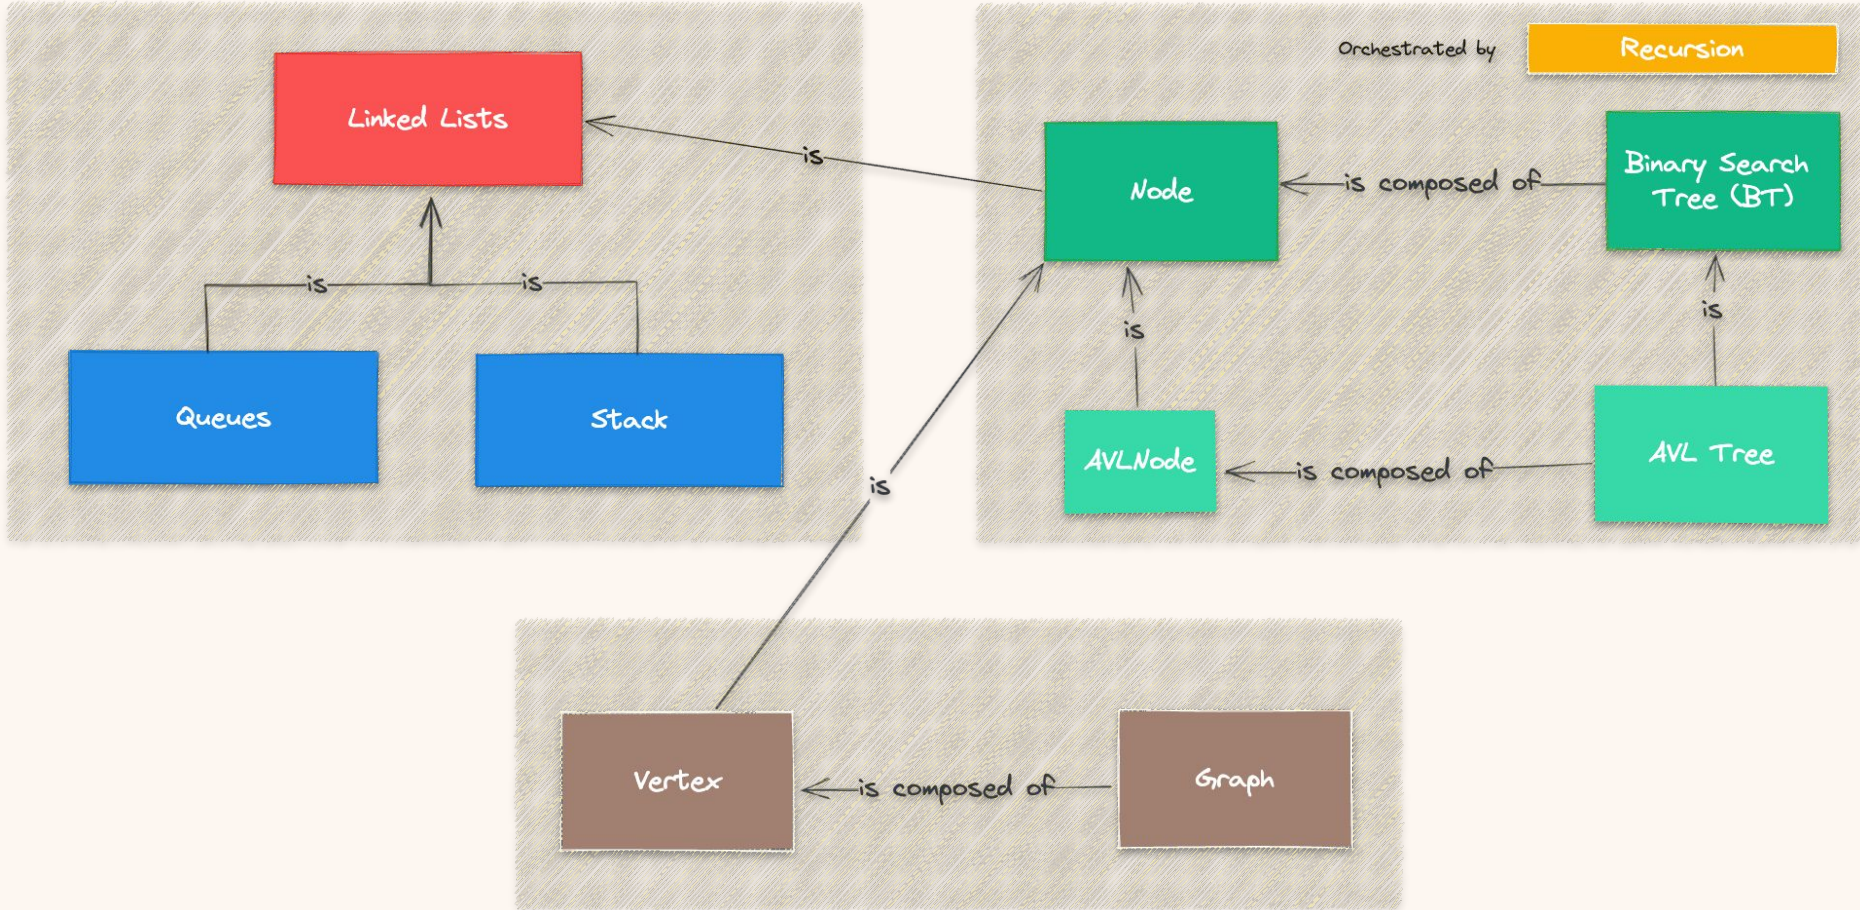 Orchestrated by
Recursion
Linked Lists
is
Node
is composed of
Binary Search
Tree (BT)
is
is
is
is
Queues
Stack
is
AVLNode
is composed of
AVL Tree
Vertex
is composed of
Graph